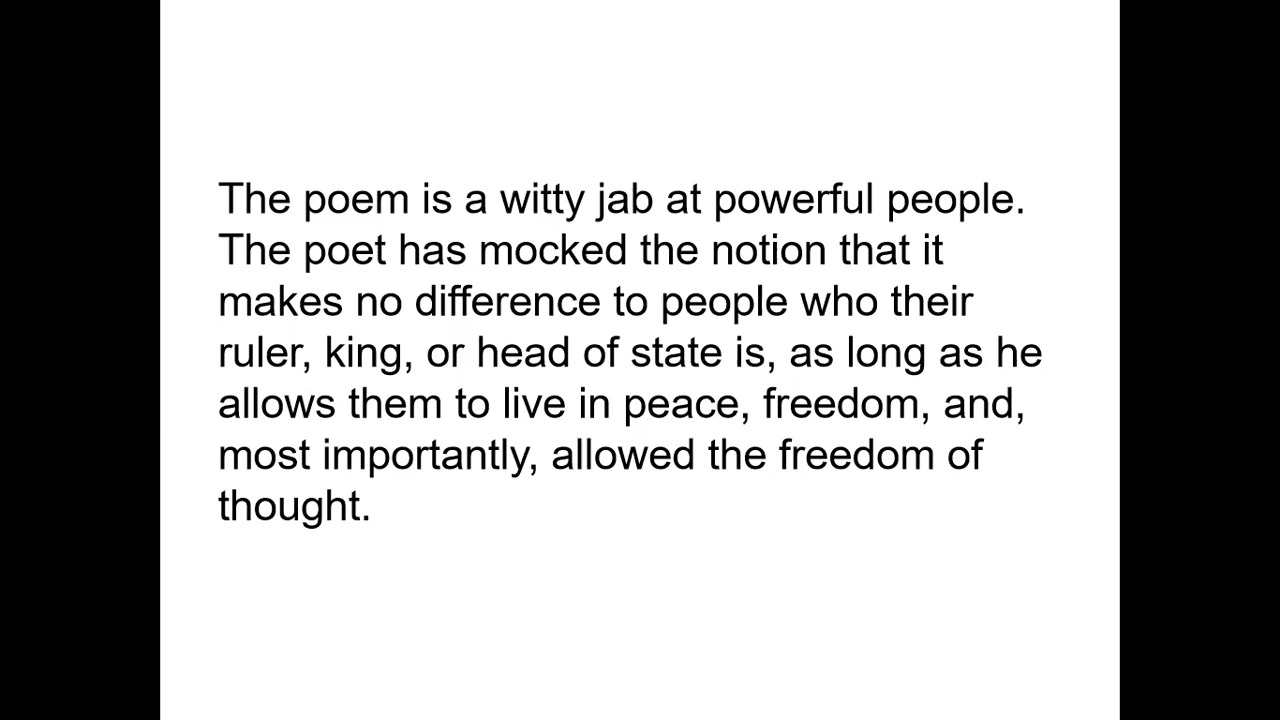 The poem is a witty jab at powerful people.
The poet has mocked the notion that it
makes no difference to people who their
ruler, king, or head of state is, as long as he
allows them to live in peace, freedom, and,
most importantly, allowed the freedom of
thought.